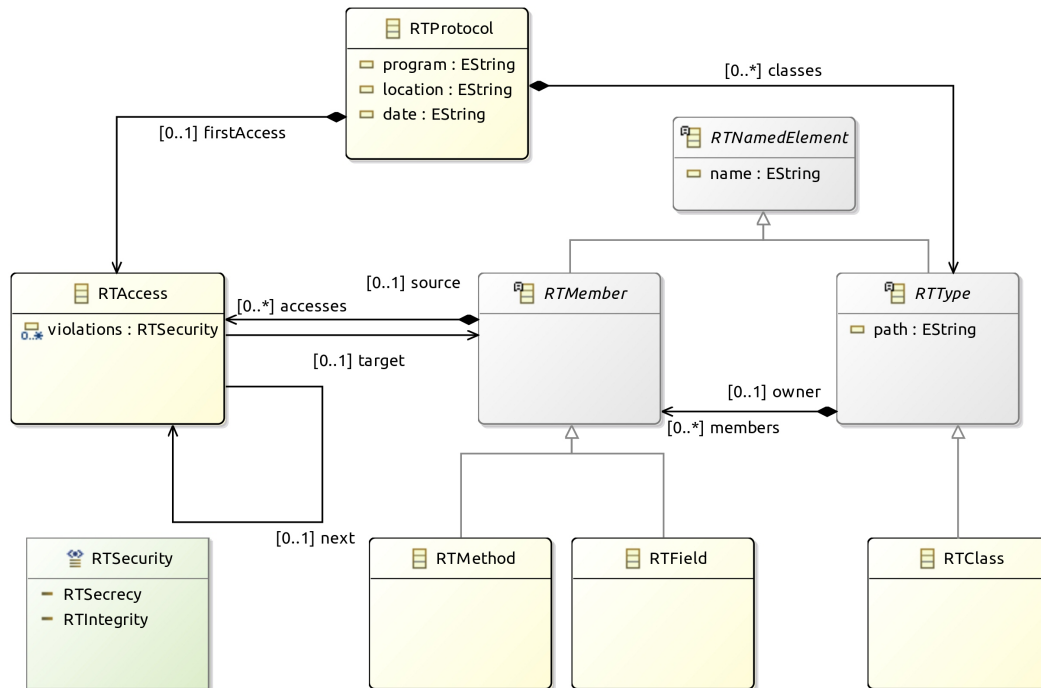 RTProtocol
program : EString
location : EString
date : EString
[0..*] classes
[0..1] firstAccess
RTNamedElement
name : EString
RTAccess
0..*
violations : RTSecurity
[0..1] source
[0..*] accesses
[0..1] target
RTMember
RTType
path : EString
[0..1] owner
[0..*] members
[0..1] next
RTSecurity
RTSecrecy
RTIntegrity
RTMethod
RTField
RTClass